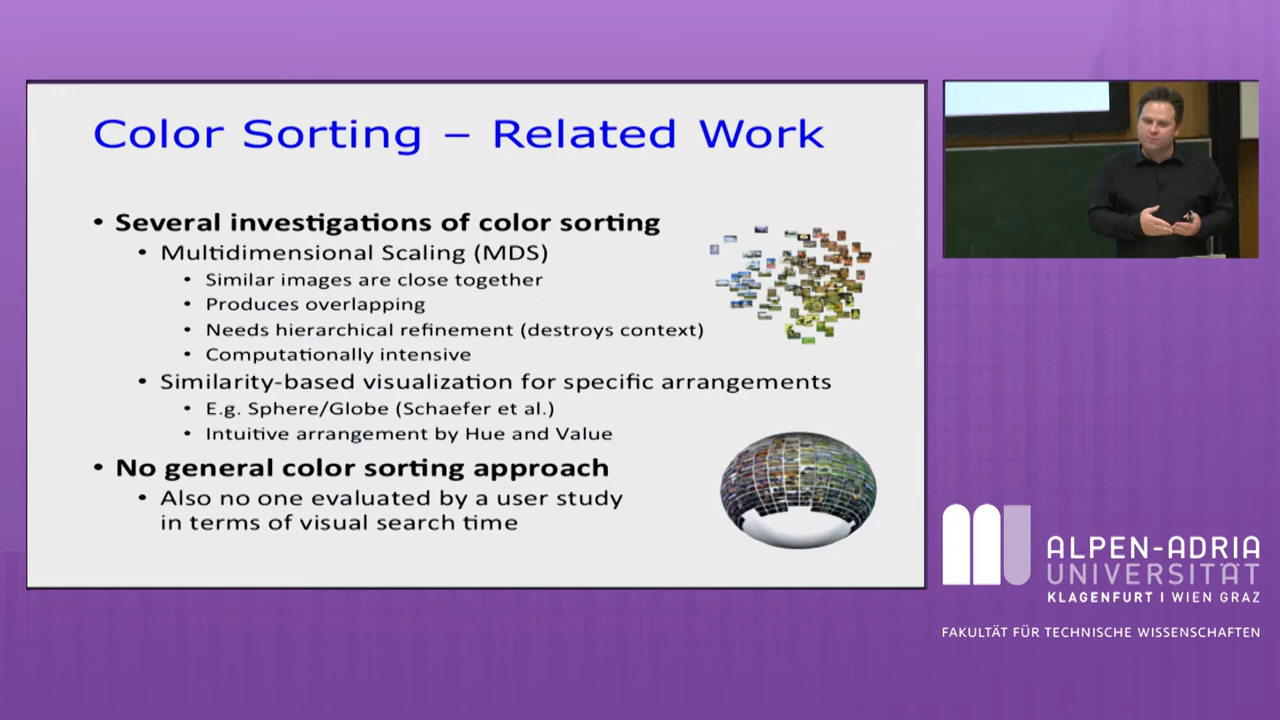 Color Sorting – Related Work
• Several investigations of color sorting
• Multidimensional Scaling (MDS)
• Similar images are close together
• Produces overlapping
• Needs hierarchical refinement (destroys context)
• Computationally intensive
• Similarity-based visualization for specific arrangements
• E.g. Sphere/Globe (Schaefer et al.)
• Intuitive arrangement by Hue and Value
• No general color sorting approach
• Also no one evaluated by a user study
in terms of visual search time
ALPEN-ADRIA
UNIVERSITÄT
KLAGENFURT I WIEN GRAZ
FAKULTÄT FÜR TECHNISCHE WISSENSCHAFTEN